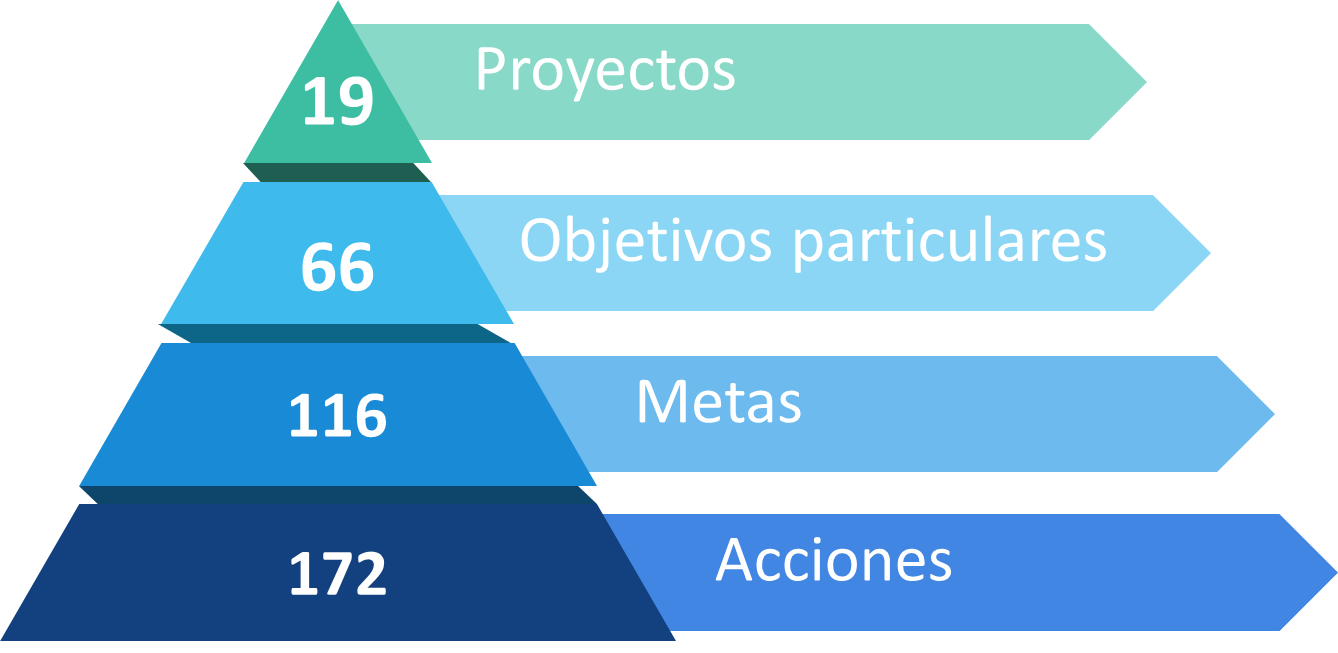 19 Proyectos
66 Objetivos particulares
116 Metas
172 Acciones